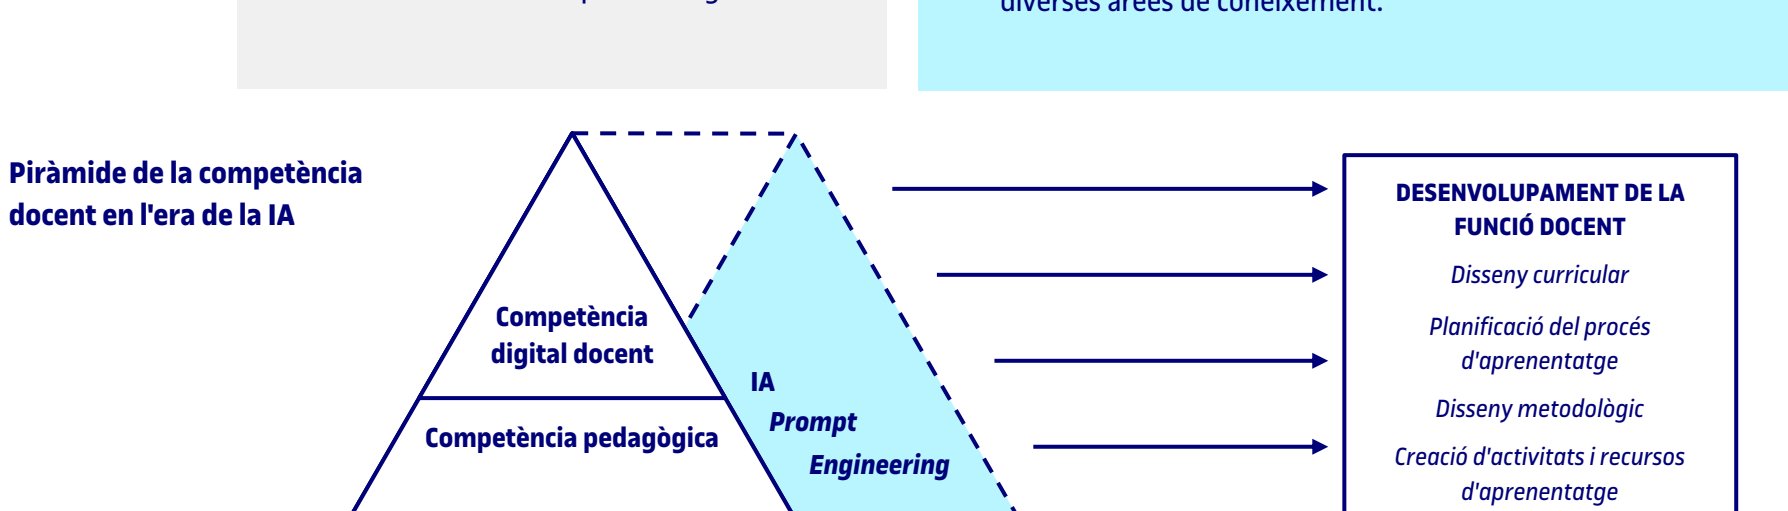 diverses àrees de coneixement.
Piràmide de la competència
docent en l'era de la IA
Competència
digital docent
Competència pedagògica
IA
Prompt
Engineering
DESENVOLUPAMENT DE LA
FUNCIÓ DOCENT
Disseny curricular
Planificació del procés
d'aprenentatge
Disseny metodològic
Creació d'activitats i recursos
d'aprenentatge